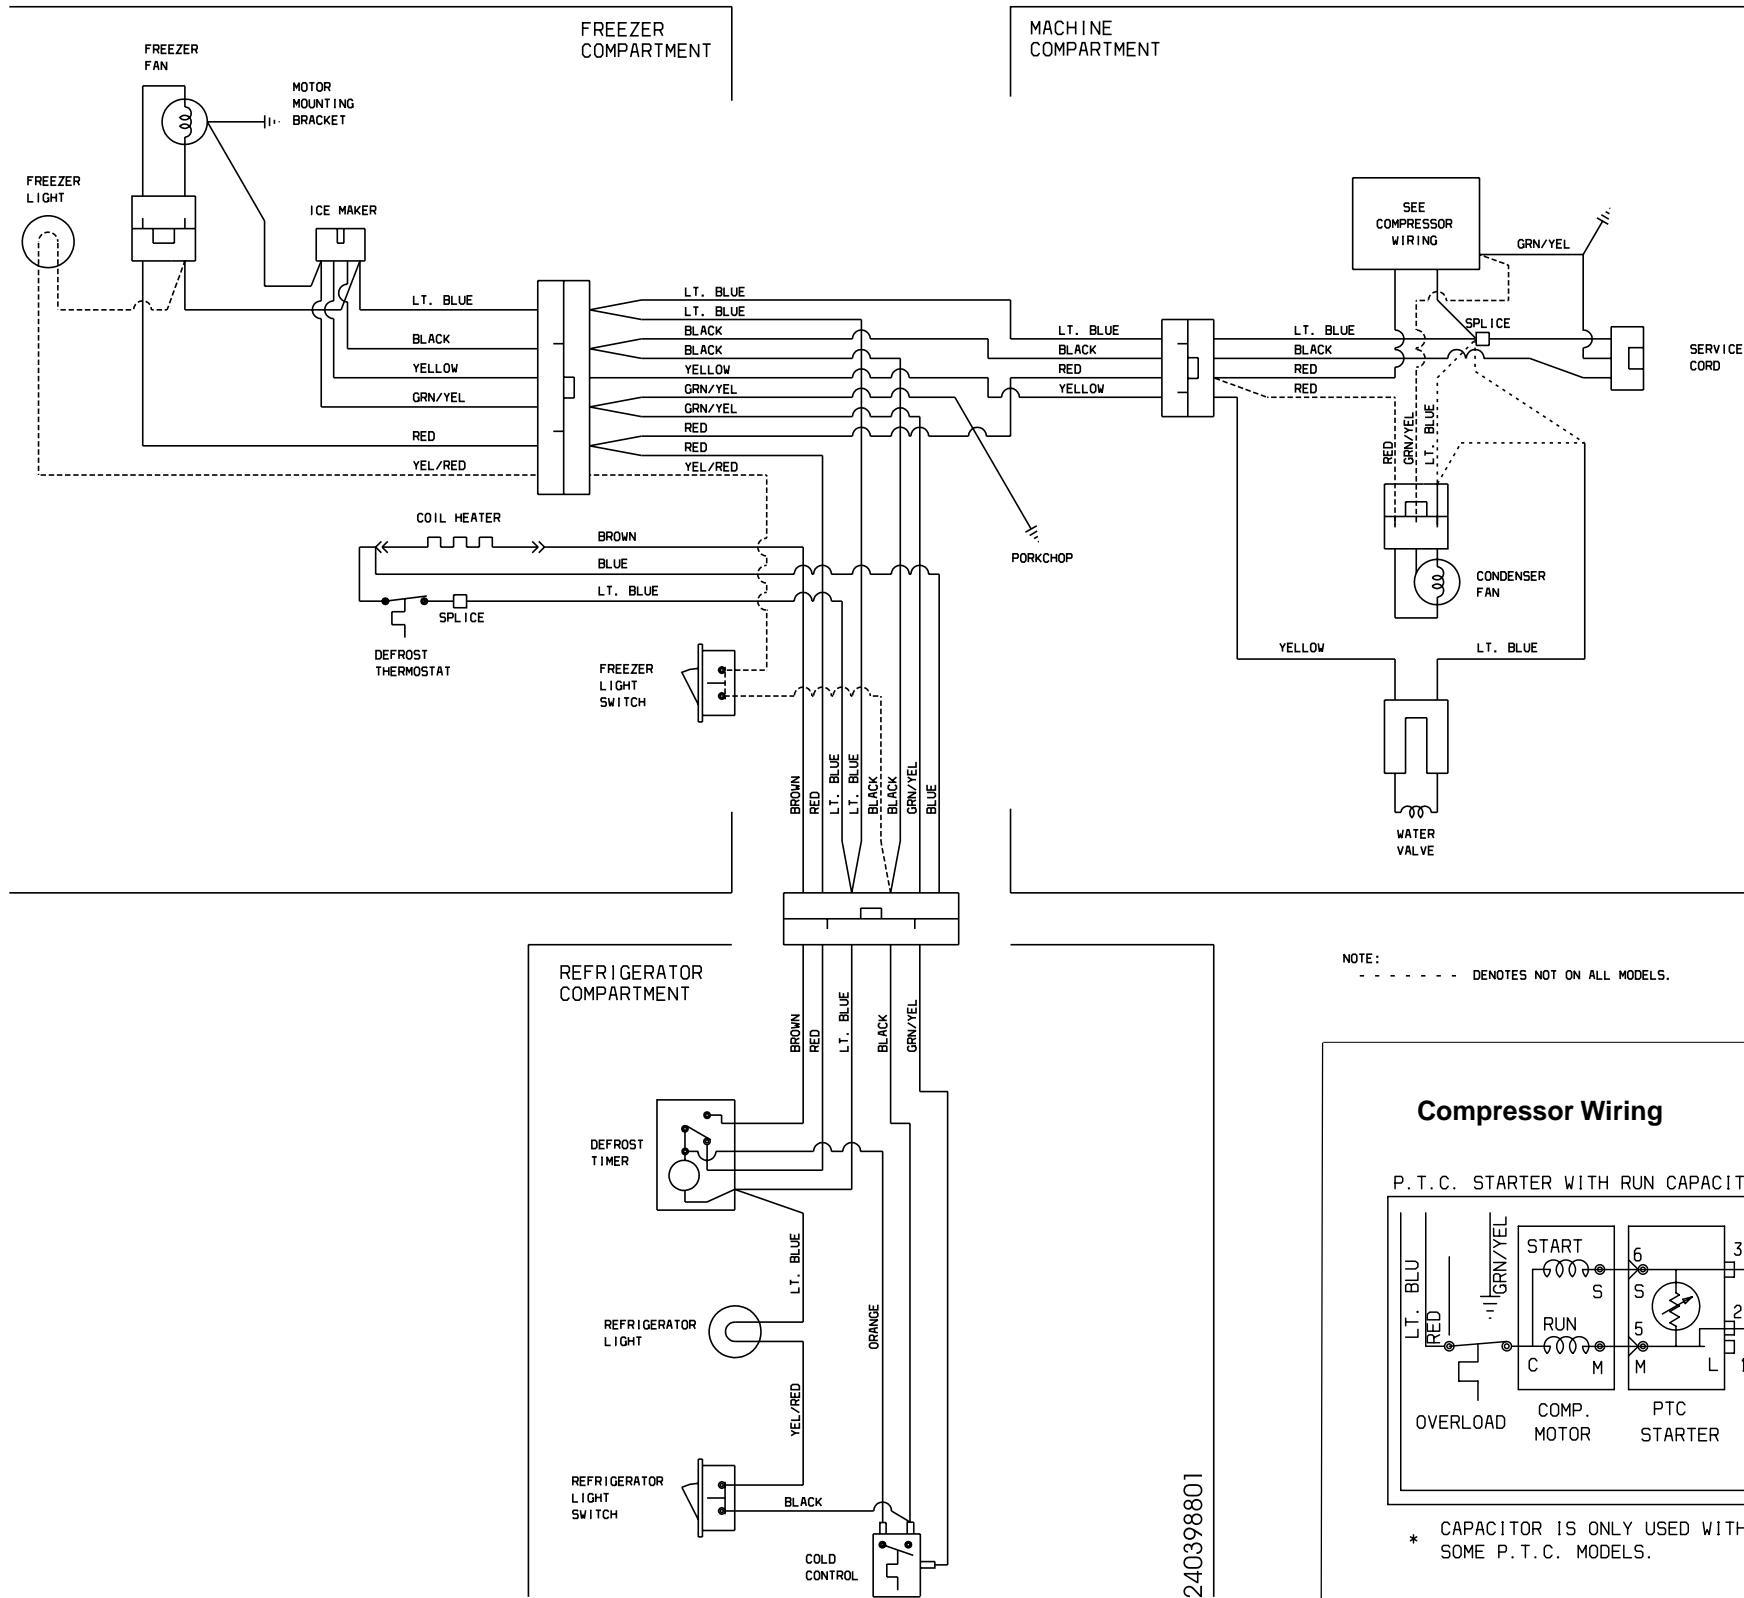 FREEZER
COMPARTMENT
MACHINE
COMPARTMENT
FREEZER
FAN
MOTOR
MOUNTING
BRACKET
FREEZER
LIGHT
ICE MAKER
LT. BLUE
BLACK
YELLOW
GRN/YEL
RED
YEL/RED
LT. BLUE
LT. BLUE
BLACK
BLACK
YELLOW
GRN/YEL
GRN/YEL
RED
RED
YEL/RED
LT. BLUE
BLACK
RED
YELLOW
SEE
COMPRESSOR
WIRING
GRN/YEL
SPLICE
LT. BLUE
BLACK
RED
RED
SERVICE
CORD
RED
GRN/YEL
LT. BLUE
CONDENSER
FAN
YELLOW
LT. BLUE
WATER
VALVE
PORKCHOP
COIL HEATER
BROWN
BLUE
LT. BLUE
SPLICE
DEFROST
THERMOSTAT
FREEZER
LIGHT
SWITCH
BROWN
RED
LT. BLUE
LT. BLUE
BLACK
BLACK
GRN/YEL
BLUE
REFRIGERATOR
COMPARTMENT
BROWN
RED
LT. BLUE
BLACK
GRN/YEL
DEFROST
TIMER
LT. BLUE
REFRIGERATOR
LIGHT
ORANGE
YEL/RED
REFRIGERATOR
LIGHT
SWITCH
BLACK
COLD
CONTROL
240398801
NOTE:
- - - - - - - DENOTES NOT ON ALL MODELS.
Compressor Wiring
P.T.C. STARTER WITH RUN CAPACIT
LT. BLU
RED
GRN/YEL
START
S
RUN
C
M
6
S
5
M
3
2
L
1
OVERLOAD
COMP.
MOTOR
PTC
STARTER
* CAPACITOR IS ONLY USED WITH
SOME P.T.C. MODELS.